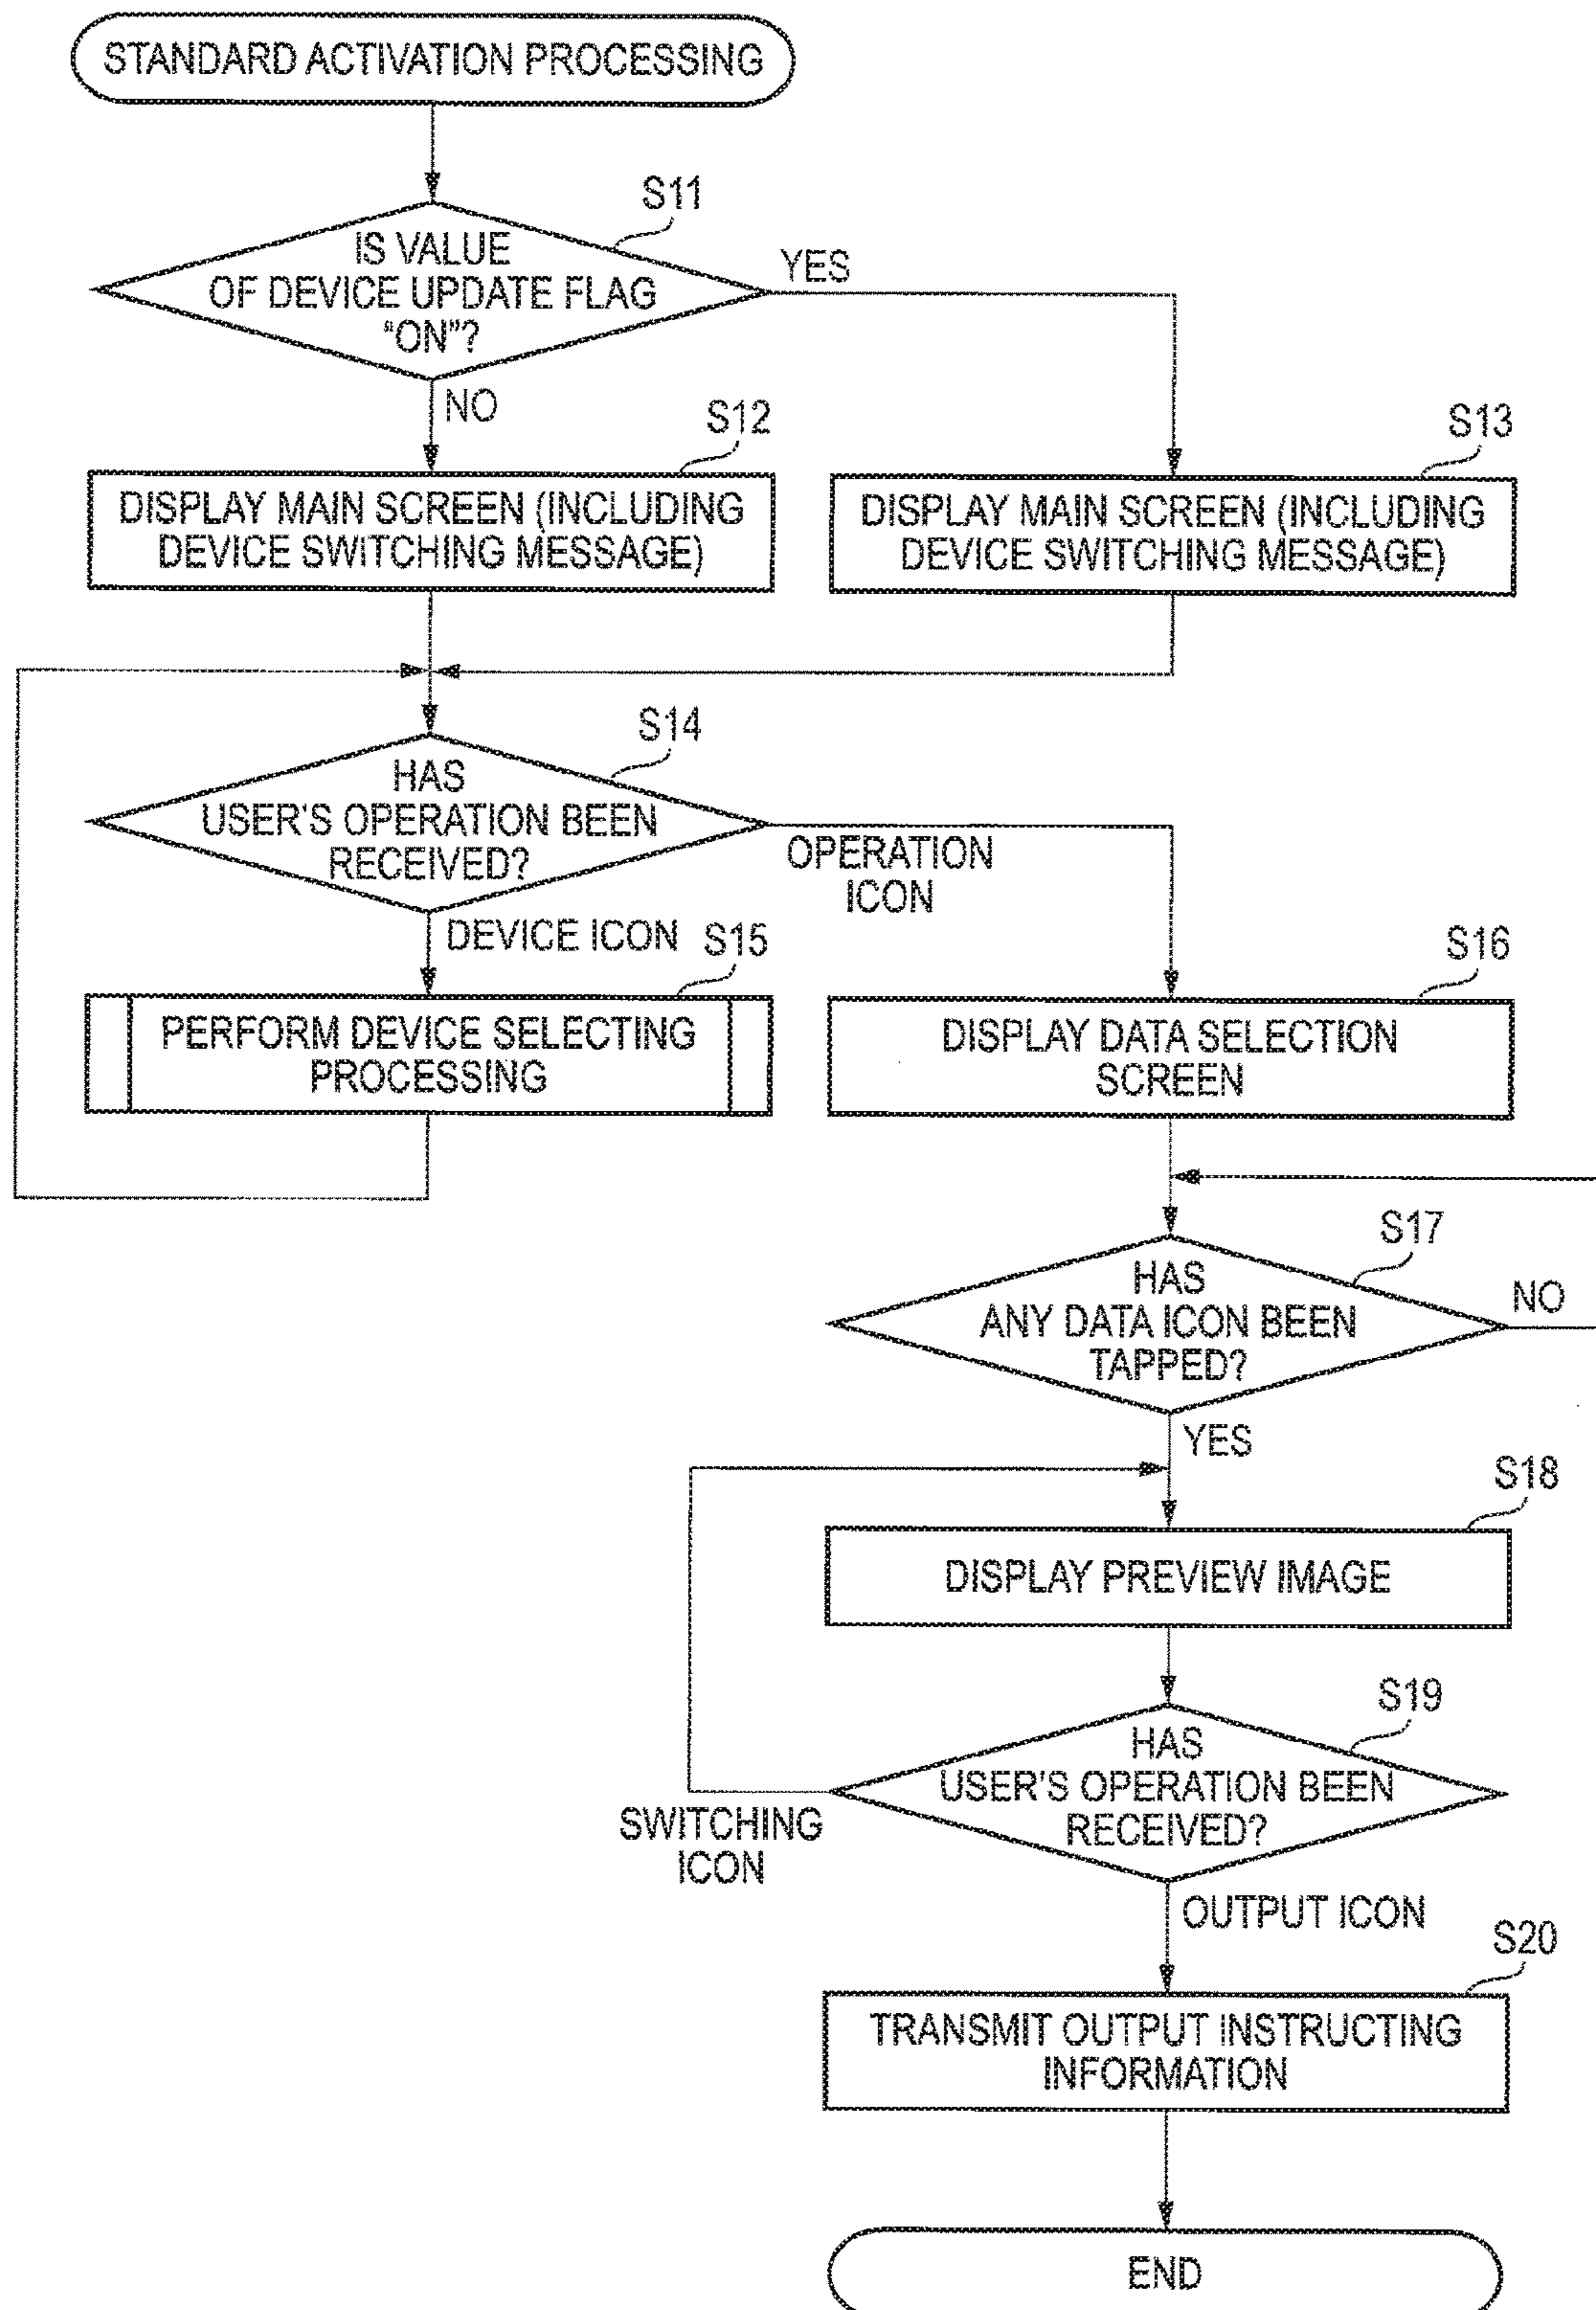 STANDARD ACTIVATION PROCESSING
S11
IS VALUE
OF DEVICE UPDATE FLAG
“ON”?
YES
NO
S12
DISPLAY MAIN SCREEN (INCLUDING
DEVICE SWITCHING MESSAGE)
S13
DISPLAY MAIN SCREEN (INCLUDING
DEVICE SWITCHING MESSAGE)
S14
HAS
USER'S OPERATION BEEN
RECEIVED?
OPERATION
ICON
DEVICE ICON
S15
PERFORM DEVICE SELECTING
PROCESSING
S16
DISPLAY DATA SELECTION
SCREEN
S17
HAS
ANY DATA ICON BEEN
TAPPED?
NO
YES
S18
DISPLAY PREVIEW IMAGE
S19
HAS
USER'S OPERATION BEEN
RECEIVED?
SWITCHING
ICON
OUTPUT ICON
S20
TRANSMIT OUTPUT INSTRUCTING
INFORMATION
END